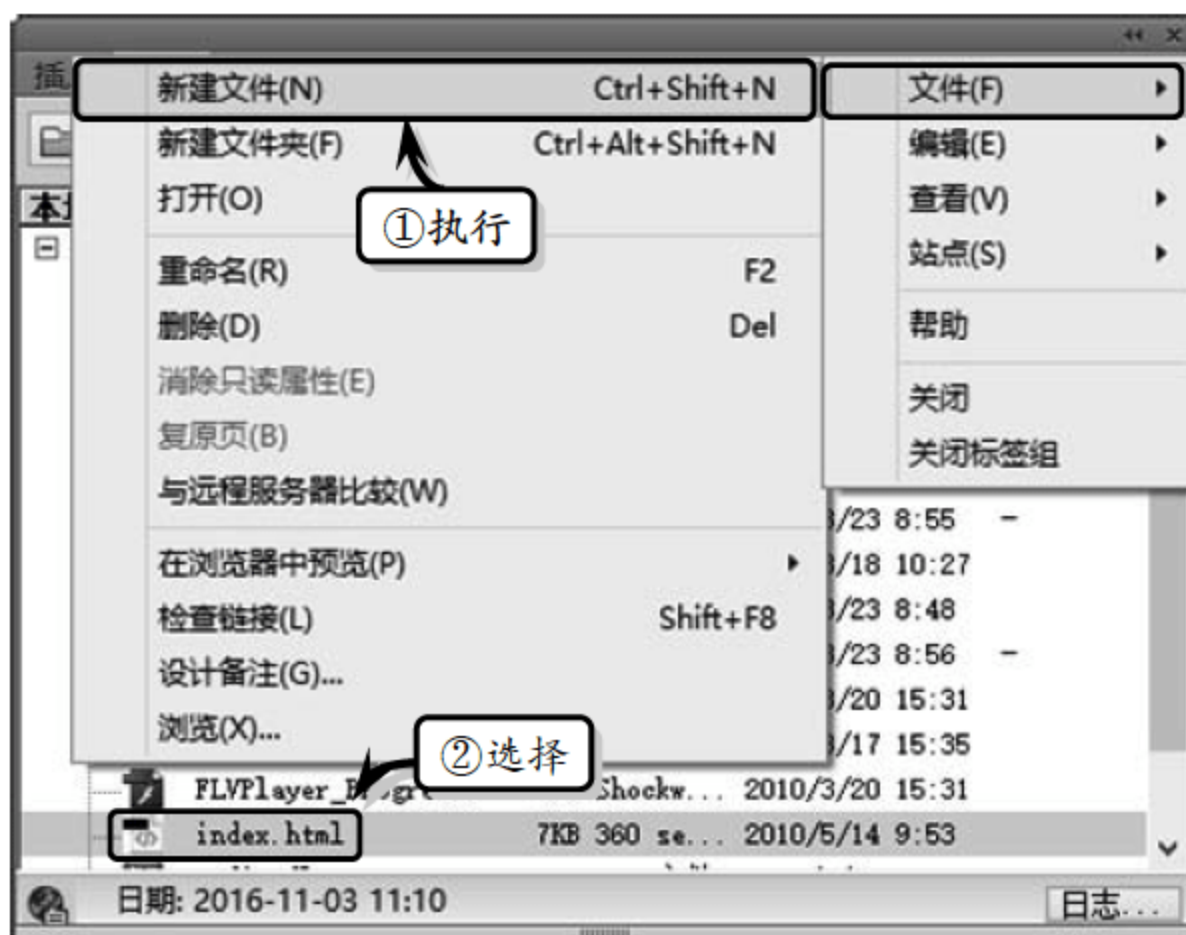 插
新建文件(N) Ctrl+Shift+N
文件(F)
新建文件夹(F) Ctrl+Alt+Shift+N
编辑(E)
打开(O)
查看(V)
①执行
站点(S)
重命名(R) F2
删除(D) Del
帮助
消除只读属性(E)
复原页(B)
关闭
与远程服务器比较(W)
关闭标签组
/23 8:55 -
在浏览器中预览(P)
/18 10:27
检查链接(L) Shift+F8
/23 8:48
设计备注(G)...
/23 8:56 -
浏览(X)...
/20 15:31
②选择
/17 15:35
Shockw... 2010/3/20 15:31
index.html 7KB 360 se... 2010/5/14 9:53
日期: 2016-11-03 11:10
日志...